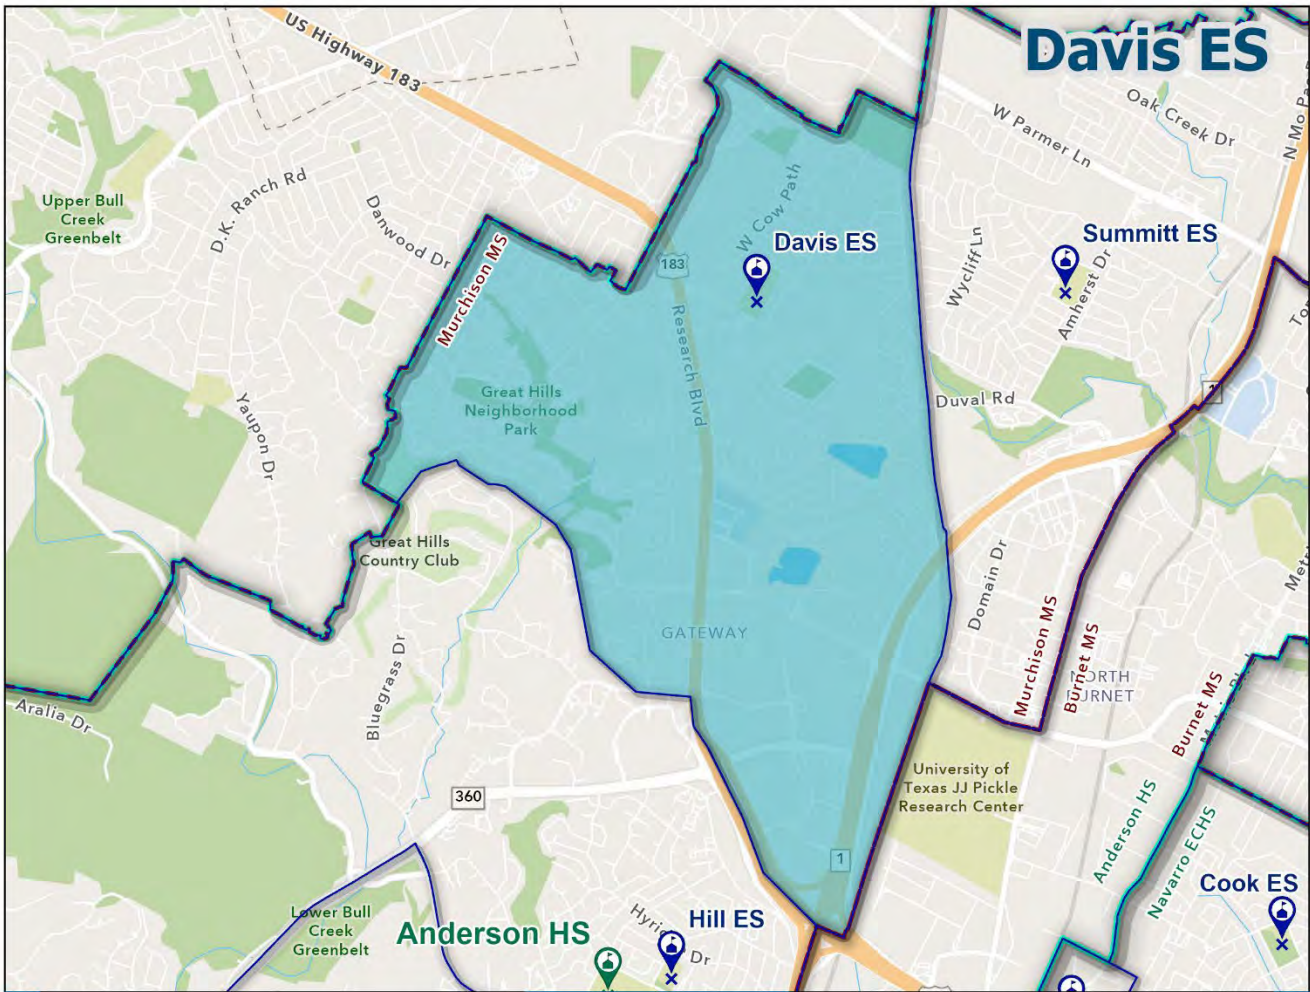 Davis ES
US Highway 183
Oak Creek Dr
W Parmer Ln
D.K. Ranch Rd
Upper Bull
Creek
Greenbelt
Danwood Dr
W Cow Path
Davis ES
Summitt ES
Wycliff Ln
Amherst Dr
183
Murchison MS
Research Blvd
Great Hills
Neighborhood
Park
Duval Rd
1
Yaupon Dr
Great Hills
Country Club
Domain Dr
GATEWAY
Bluegrass Dr
Murchison MS
Burnet MS
NORTH
BURNET
Burnet MS
Aralia Dr
University of
Texas JJ Pickle
Research Center
360
Anderson HS
Navarro ECHS
1
Cook ES
Lower Bull
Creek
Greenbelt
Anderson HS
Hill ES
Dr